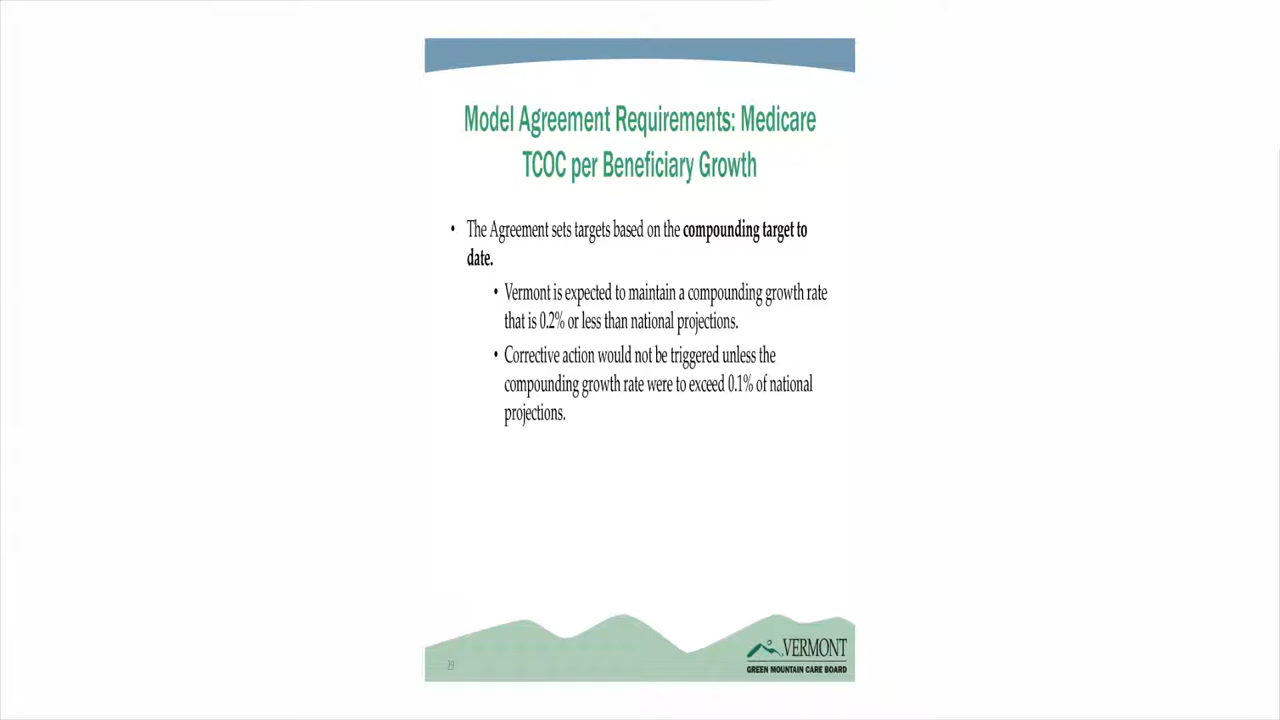 Model Agreement Requirements: Medicare
TCOC per Beneficiary Growth
• The Agreement sets targets based on the compounding target to
date.
• Vermont is expected to maintain a compounding growth rate
that is 0.2% or less than national projections.
• Corrective action would not be triggered unless the
compounding growth rate were to exceed 0.1% of national
projections.
VERMONT
GREEN MOUNTAIN CARE BOARD